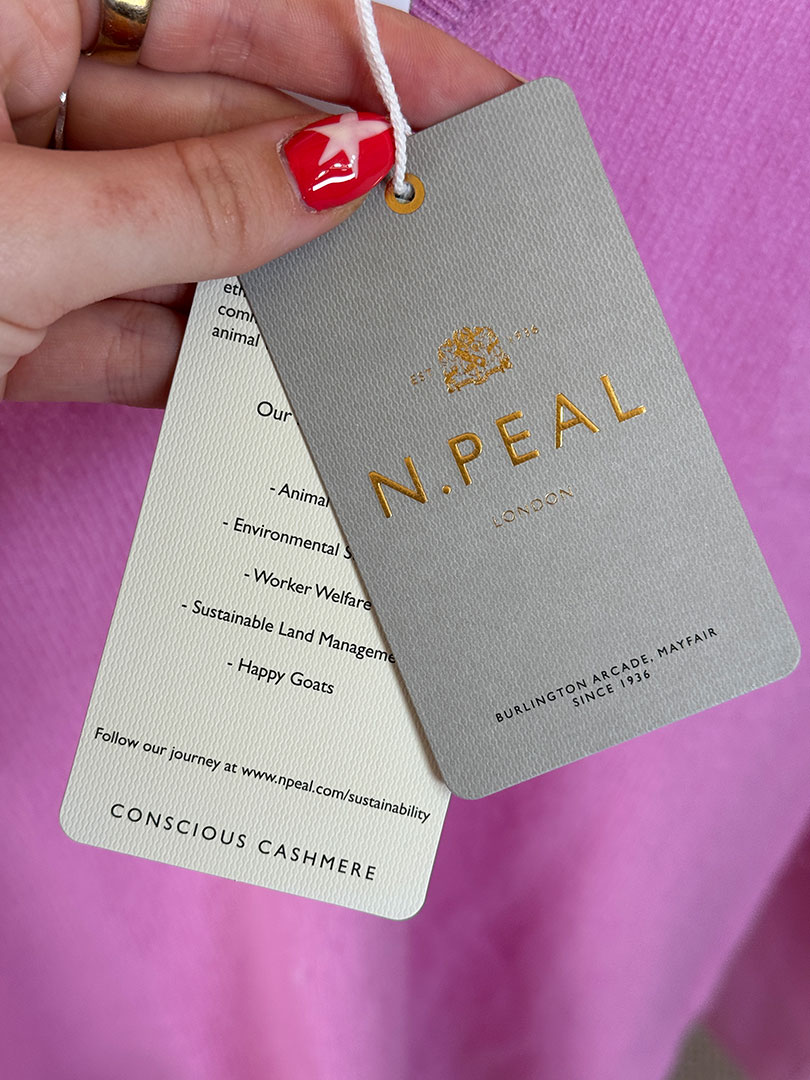 EST 1936
N.PEAL
LONDON
BURLINGTON ARCADE, MAYFAIR
SINCE 1936
animal
Our
- Animal
- Environmental S
- Worker Welfare
- Sustainable Land Manageme
- Happy Goats
Follow our journey at www.npeal.com/sustainability
CONSCIOUS CASHMERE